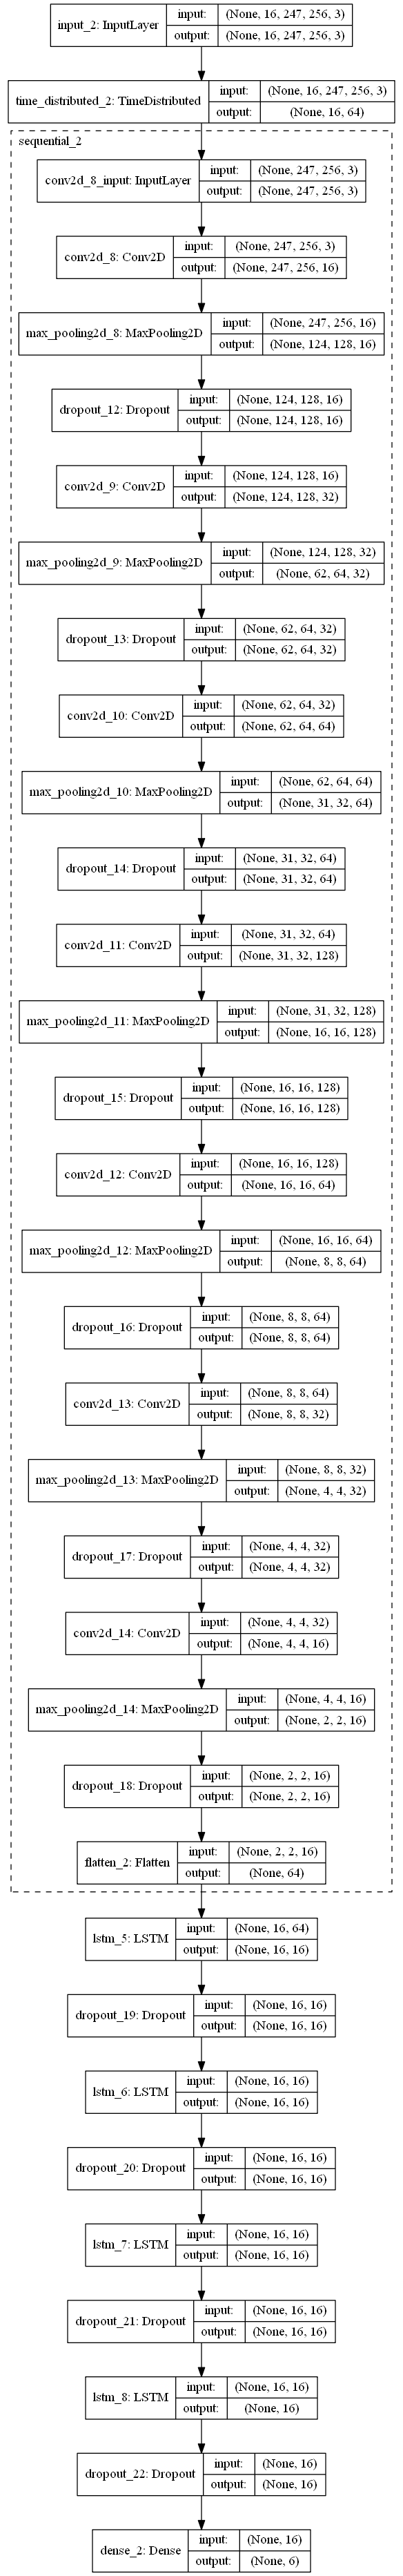 input_2: InputLayer
input: (None, 16, 247, 256, 3)
output: (None, 16, 247, 256, 3)
time_distributed_2: TimeDistributed
input: (None, 16, 247, 256, 3)
output: (None, 16, 64)
sequential_2
conv2d_8_input: InputLayer
input: (None, 247, 256, 3)
output: (None, 247, 256, 3)
conv2d_8: Conv2D
input: (None, 247, 256, 3)
output: (None, 247, 256, 16)
max_pooling2d_8: MaxPooling2D
input: (None, 247, 256, 16)
output: (None, 124, 128, 16)
dropout_12: Dropout
input: (None, 124, 128, 16)
output: (None, 124, 128, 16)
conv2d_9: Conv2D
input: (None, 124, 128, 16)
output: (None, 124, 128, 32)
max_pooling2d_9: MaxPooling2D
input: (None, 124, 128, 32)
output: (None, 62, 64, 32)
dropout_13: Dropout
input: (None, 62, 64, 32)
output: (None, 62, 64, 32)
conv2d_10: Conv2D
input: (None, 62, 64, 32)
output: (None, 62, 64, 64)
max_pooling2d_10: MaxPooling2D
input: (None, 62, 64, 64)
output: (None, 31, 32, 64)
dropout_14: Dropout
input: (None, 31, 32, 64)
output: (None, 31, 32, 64)
conv2d_11: Conv2D
input: (None, 31, 32, 64)
output: (None, 31, 32, 128)
max_pooling2d_11: MaxPooling2D
input: (None, 31, 32, 128)
output: (None, 16, 16, 128)
dropout_15: Dropout
input: (None, 16, 16, 128)
output: (None, 16, 16, 128)
conv2d_12: Conv2D
input: (None, 16, 16, 128)
output: (None, 16, 16, 64)
max_pooling2d_12: MaxPooling2D
input: (None, 16, 16, 64)
output: (None, 8, 8, 64)
dropout_16: Dropout
input: (None, 8, 8, 64)
output: (None, 8, 8, 64)
conv2d_13: Conv2D
input: (None, 8, 8, 64)
output: (None, 8, 8, 32)
max_pooling2d_13: MaxPooling2D
input: (None, 8, 8, 32)
output: (None, 4, 4, 32)
dropout_17: Dropout
input: (None, 4, 4, 32)
output: (None, 4, 4, 32)
conv2d_14: Conv2D
input: (None, 4, 4, 32)
output: (None, 4, 4, 16)
max_pooling2d_14: MaxPooling2D
input: (None, 4, 4, 16)
output: (None, 2, 2, 16)
dropout_18: Dropout
input: (None, 2, 2, 16)
output: (None, 2, 2, 16)
flatten_2: Flatten
input: (None, 2, 2, 16)
output: (None, 64)
lstm_5: LSTM
input: (None, 16, 64)
output: (None, 16, 16)
dropout_19: Dropout
input: (None, 16, 16)
output: (None, 16, 16)
lstm_6: LSTM
input: (None, 16, 16)
output: (None, 16, 16)
dropout_20: Dropout
input: (None, 16, 16)
output: (None, 16, 16)
lstm_7: LSTM
input: (None, 16, 16)
output: (None, 16, 16)
dropout_21: Dropout
input: (None, 16, 16)
output: (None, 16, 16)
lstm_8: LSTM
input: (None, 16, 16)
output: (None, 16)
dropout_22: Dropout
input: (None, 16)
output: (None, 16)
dense_2: Dense
input: (None, 16)
output: (None, 6)